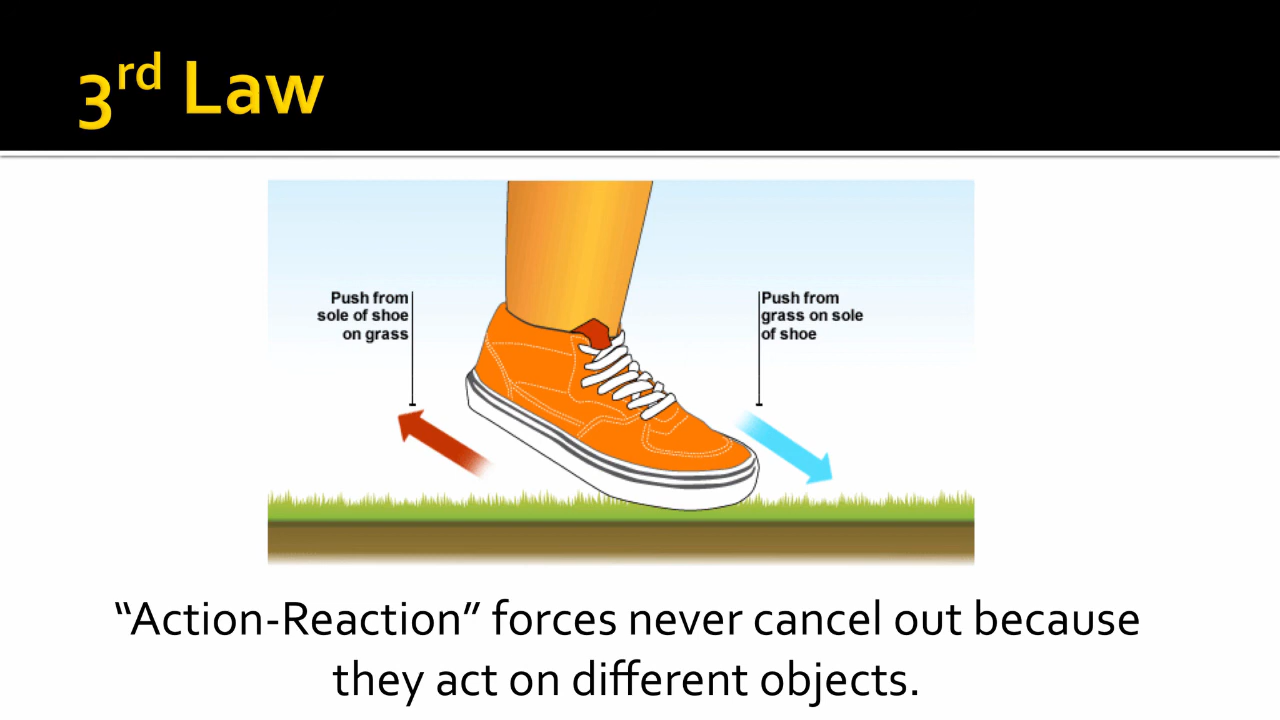 3rd Law
Push from
sole of shoe
on grass
Push from
grass on sole
of shoe
“Action-Reaction” forces never cancel out because
they act on different objects.